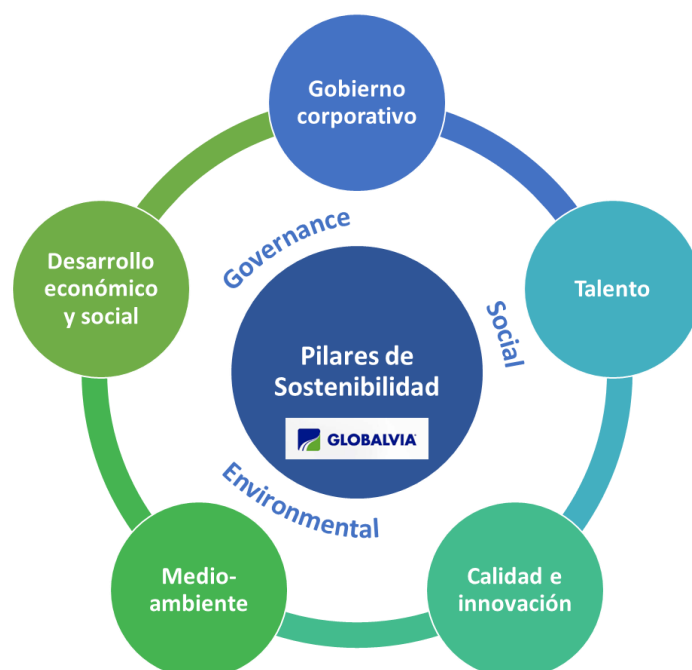 Gobierno
corporativo
Governance
Desarrollo
económico
y social
Social
Talento
Pilares de
Sostenibilidad
GLOBALVIA
Environmental
Medio-
ambiente
Calidad e
innovación